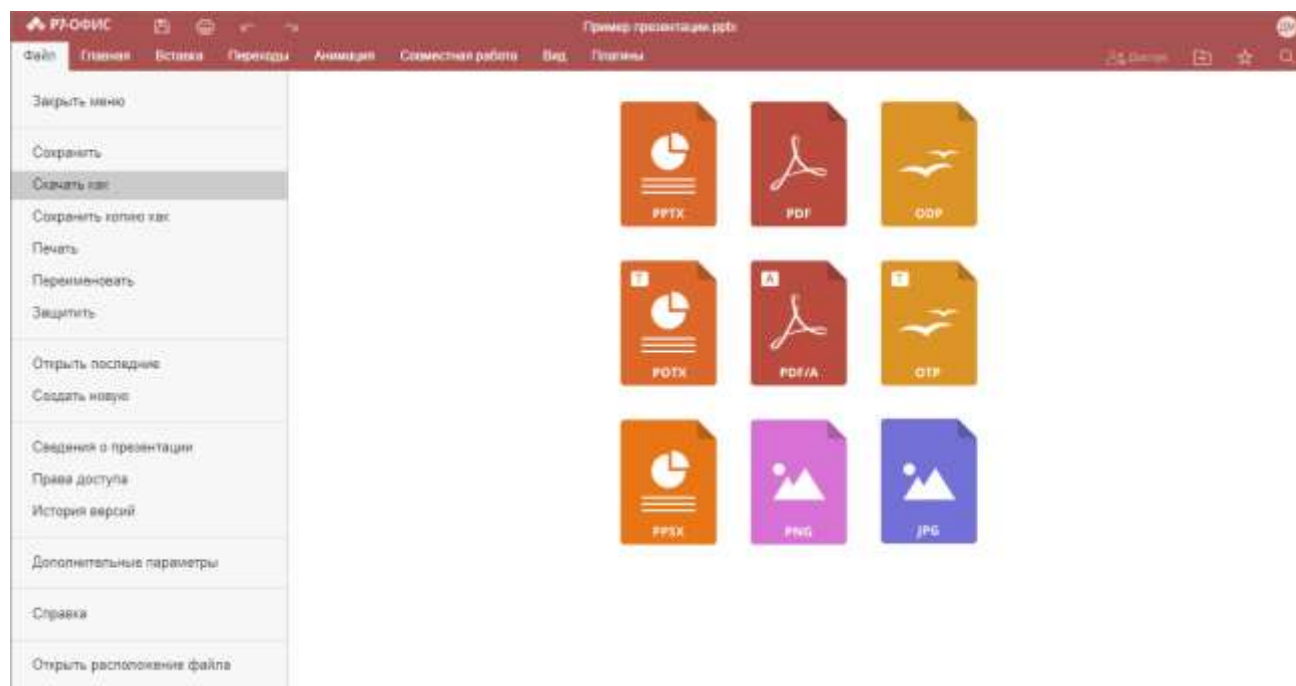 Р7-ОФИС
Пример презентации.pptx
Файл Главная Вставка Переходы Анимация Совместная работа Вид Плагины Доступ
Закрыть меню
Сохранить
Скачать как
Сохранить копию как
Печать
Переименовать
Защитить
Открыть последние
Создать новую
Сведения о презентации
Права доступа
История версий
Дополнительные параметры
Справка
Открыть расположение файла
PPTX PDF ODP
T A T
POTX PDF/A OTP
PPSX PNG JPG